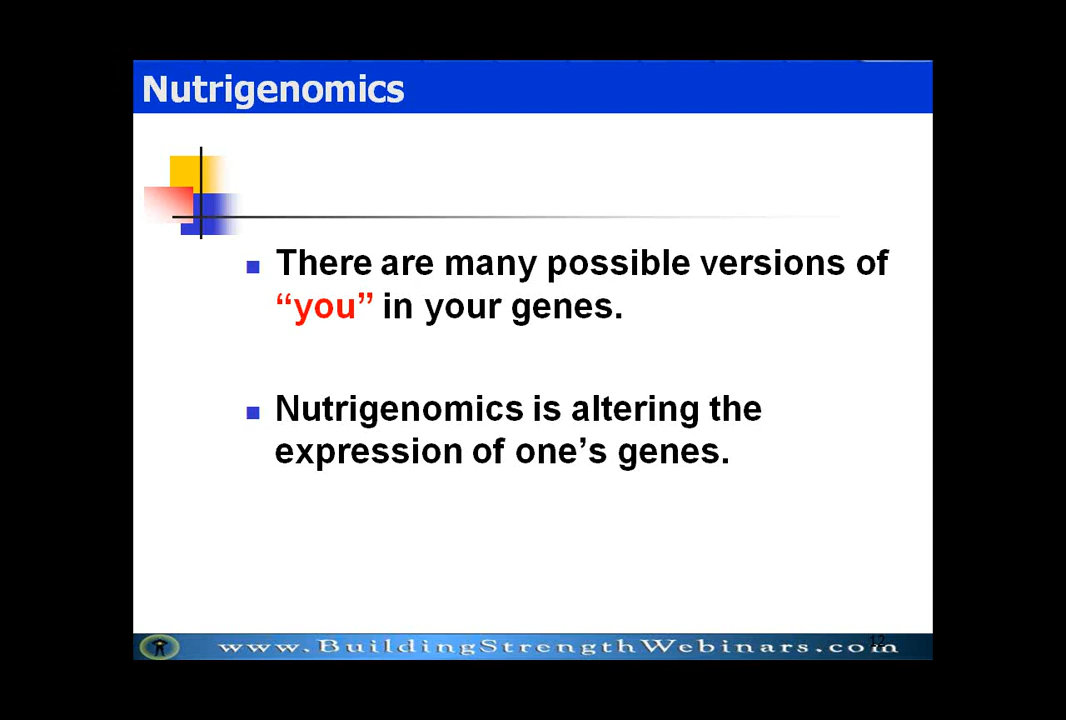 Nutrigenomics
There are many possible versions of
“you” in your genes.
Nutrigenomics is altering the
expression of one’s genes.
12
www.BuildingStrengthWebinars.com